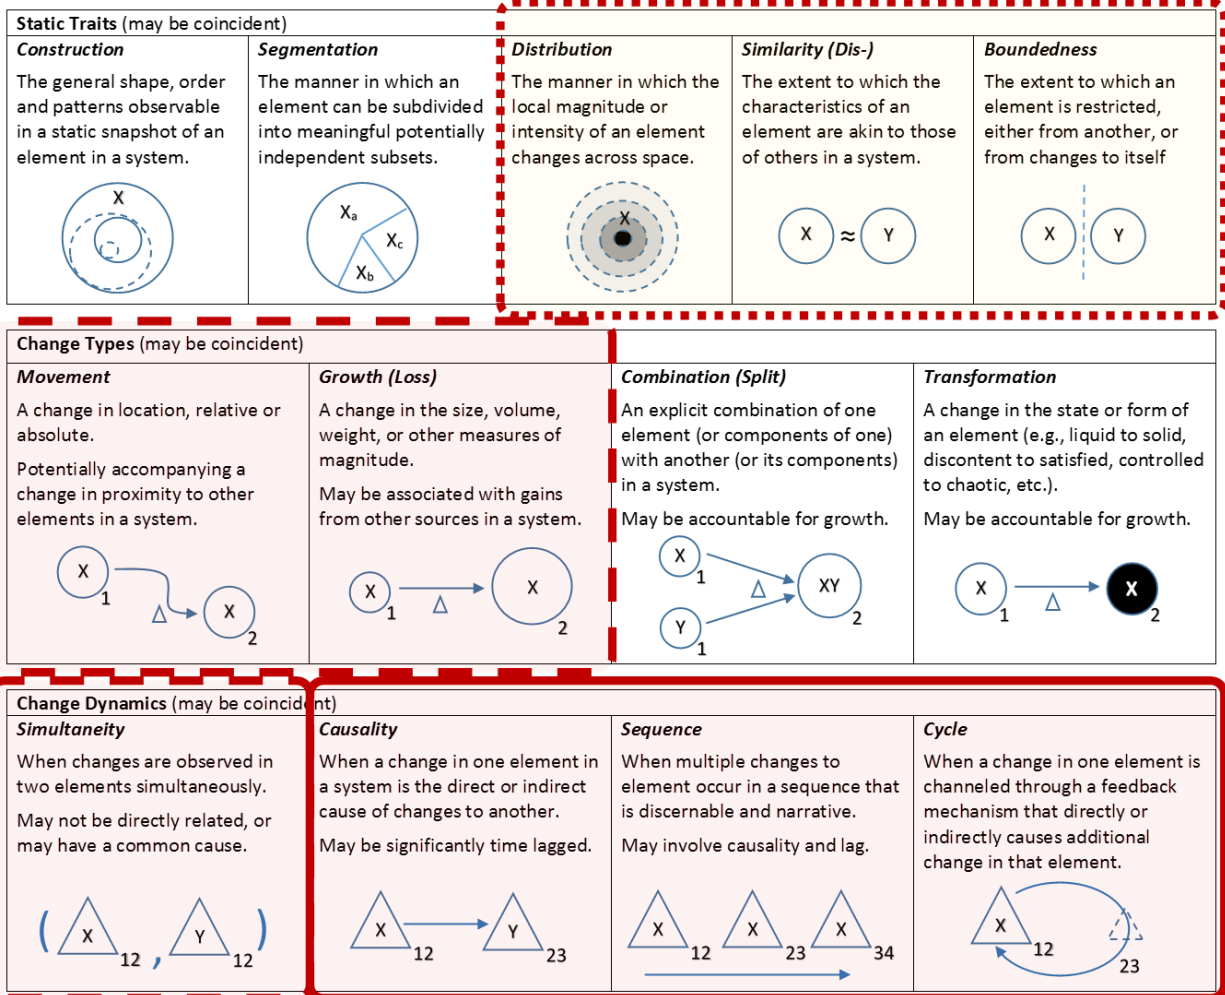 Static Traits (may be coincident)
Construction
The general shape, order
and patterns observable
in a static snapshot of an
element in a system.
X
Segmentation
The manner in which an
element can be subdivided
into meaningful potentially
independent subsets.
Xa
Xc
Xb
Distribution
The manner in which the
local magnitude or
intensity of an element
changes across space.
X
Similarity (Dis-)
The extent to which the
characteristics of an
element are akin to those
of others in a system.
X ≈ Y
Boundedness
The extent to which an
element is restricted,
either from another, or
from changes to itself
X Y
Change Types (may be coincident)
Movement
A change in location, relative or
absolute.
Potentially accompanying a
change in proximity to other
elements in a system.
X 1
Δ
X 2
Growth (Loss)
A change in the size, volume,
weight, or other measures of
magnitude.
May be associated with gains
from other sources in a system.
X 1
Δ
X 2
Combination (Split)
An explicit combination of one
element (or components of one)
with another (or its components)
in a system.
May be accountable for growth.
X 1
Y 1
Δ
XY 2
Transformation
A change in the state or form of
an element (e.g., liquid to solid,
discontent to satisfied, controlled
to chaotic, etc.).
May be accountable for growth.
X 1
Δ
X 2
Change Dynamics (may be coincident)
Simultaneity
When changes are observed in
two elements simultaneously.
May not be directly related, or
may have a common cause.
( X 12 , Y 12 )
Causality
When a change in one element in
a system is the direct or indirect
cause of changes to another.
May be significantly time lagged.
X 12 Y 23
Sequence
When multiple changes to
element occur in a sequence that
is discernable and narrative.
May involve causality and lag.
X 12 X 23 X 34
Cycle
When a change in one element is
channeled through a feedback
mechanism that directly or
indirectly causes additional
change in that element.
X 12
23